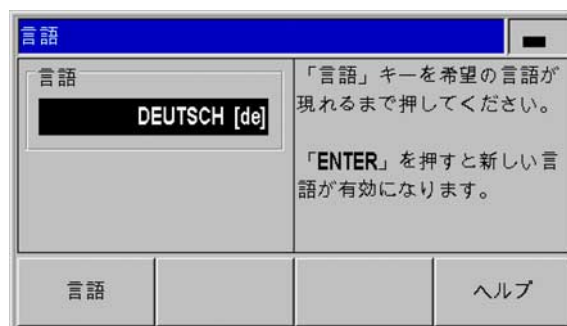 言語
言語
DEUTSCH [de]
「言語」キーを希望の言語が
現れるまで押してください。
「ENTER」を押すと新しい言
語が有効になります。
言語
ヘルプ